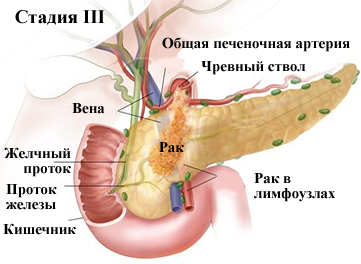 Стадия III
Общая печеночная артерия
Чревный ствол
Вена
Рак
Желчный
проток
Проток
железы
Кишечник
Рак в
лимфоузлах